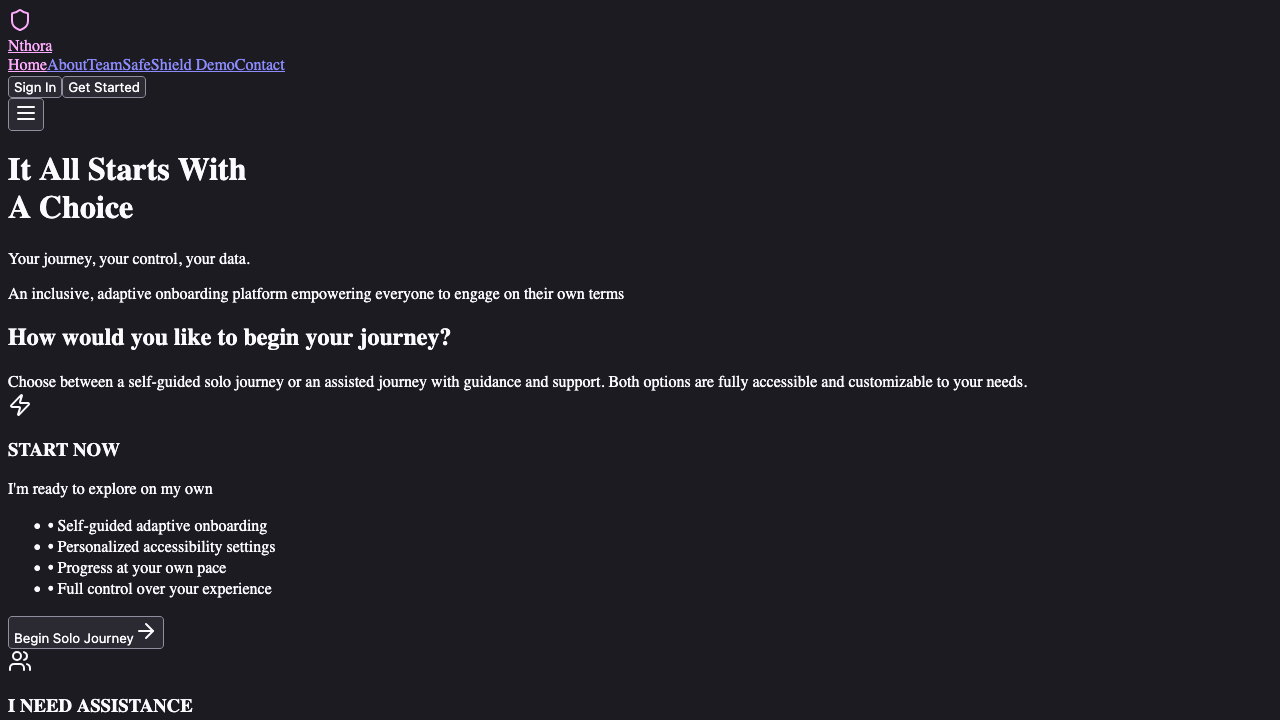 Nthora
HomeAboutTeamSafeShield DemoContact
Sign In Get Started
It All Starts With
A Choice
Your journey, your control, your data.
An inclusive, adaptive onboarding platform empowering everyone to engage on their own terms
How would you like to begin your journey?
Choose between a self-guided solo journey or an assisted journey with guidance and support. Both options are fully accessible and customizable to your needs.
START NOW
I'm ready to explore on my own
• • Self-guided adaptive onboarding
• • Personalized accessibility settings
• • Progress at your own pace
• • Full control over your experience
Begin Solo Journey
I NEED ASSISTANCE